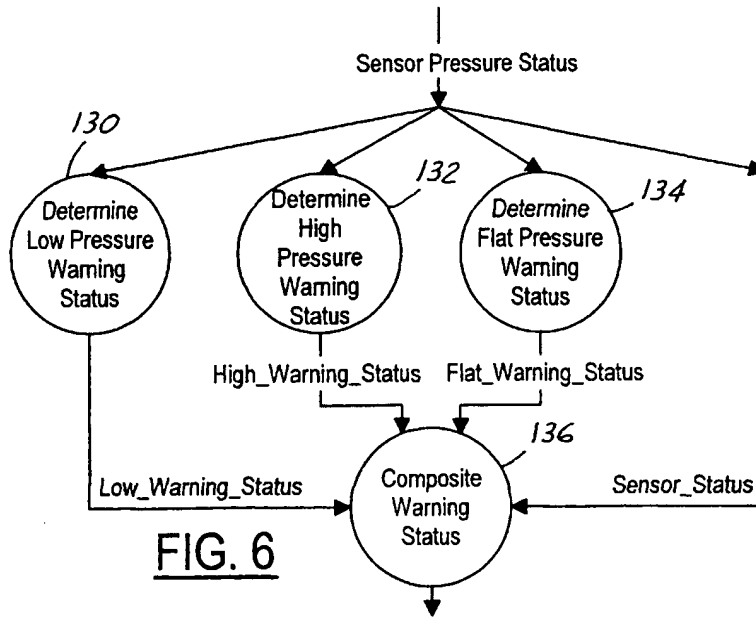 Sensor Pressure Status
130
Determine
Low Pressure
Warning
Status
132
Determine
High
Pressure
Warning
Status
134
Determine
Flat Pressure
Warning
Status
High_Warning_Status
Flat_Warning_Status
136
Composite
Warning
Status
Low_Warning_Status
Sensor_Status
FIG. 6